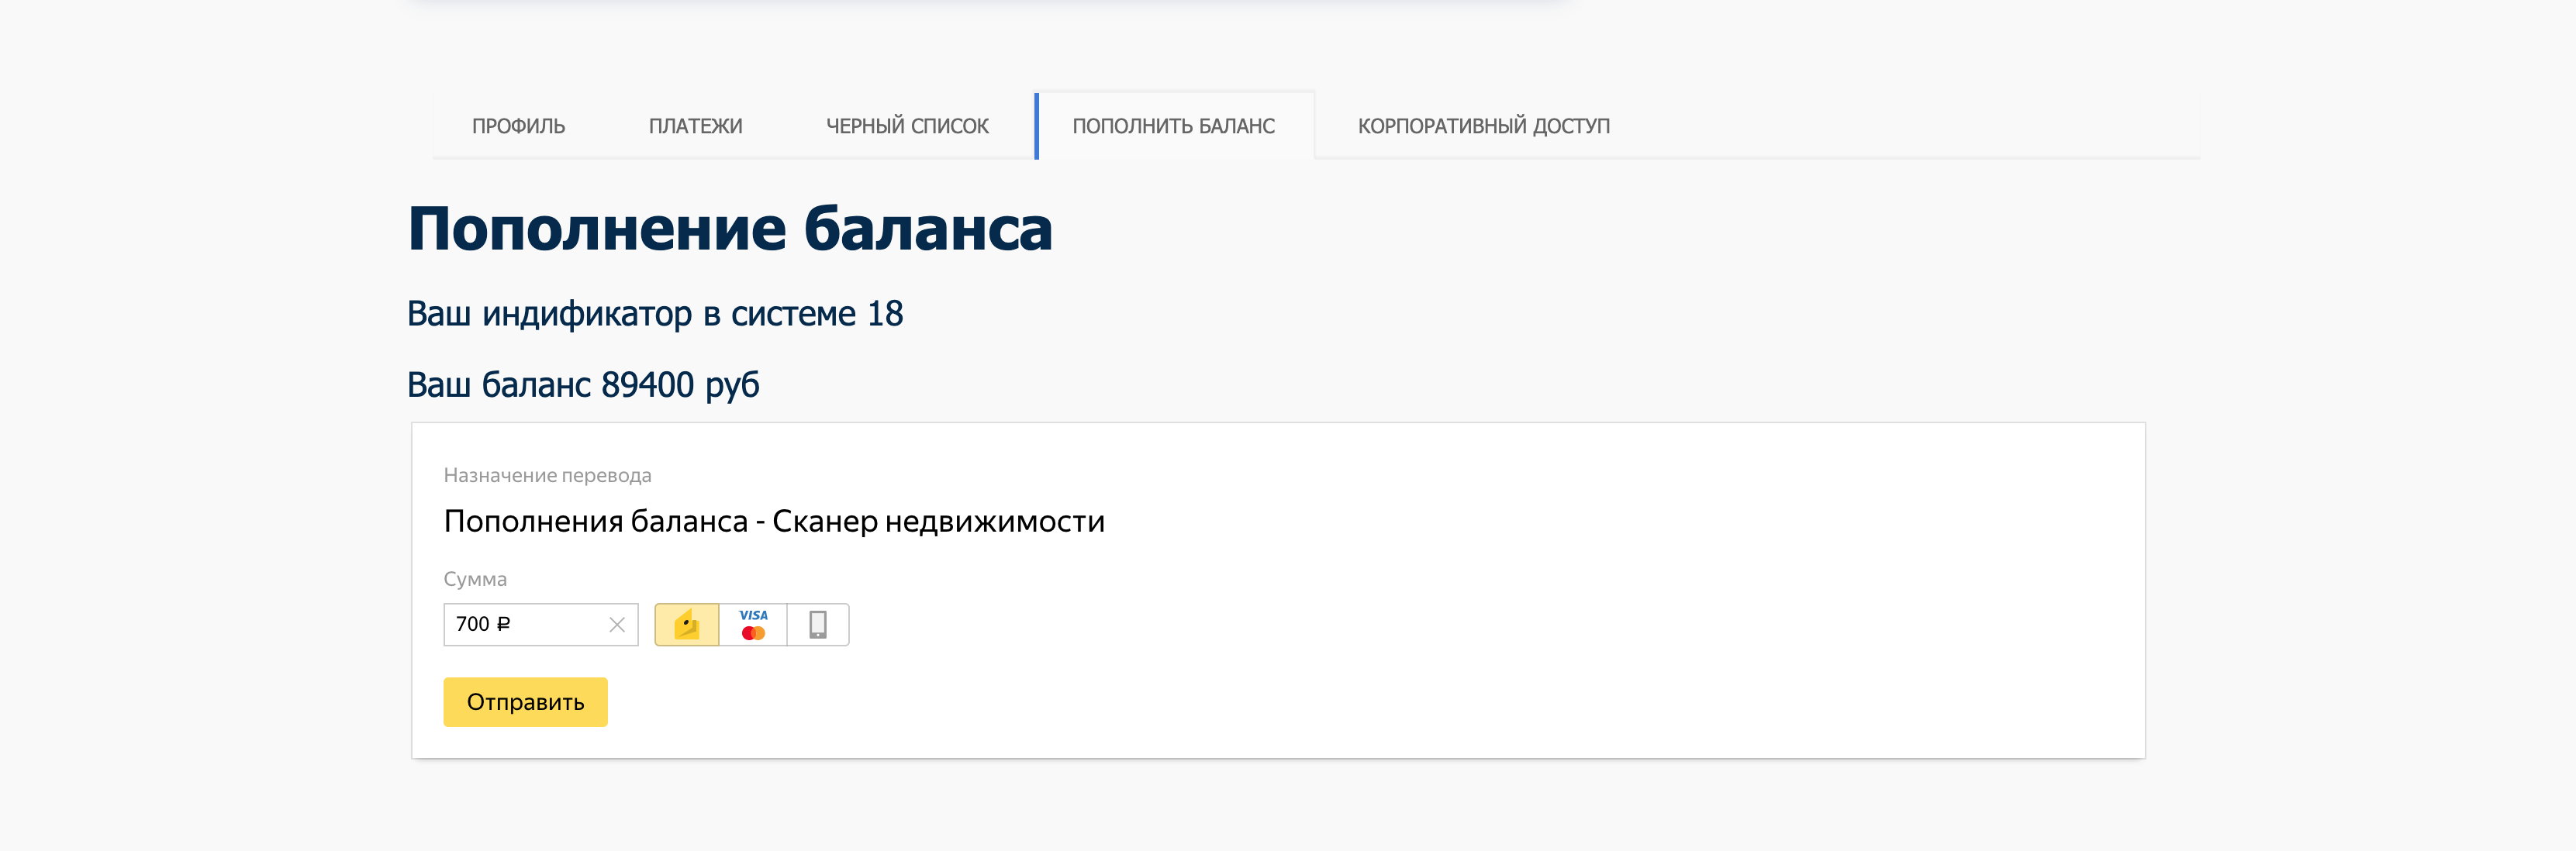 ПРОФИЛЬ ПЛАТЕЖИ ЧЕРНЫЙ СПИСОК ПОПОЛНИТЬ БАЛАНС КОРПОРАТИВНЫЙ ДОСТУП
Пополнение баланса
Ваш индификатор в системе 18
Ваш баланс 89400 руб
Назначение перевода
Пополнения баланса - Сканер недвижимости
Сумма
700 ₽ VISA
Отправить